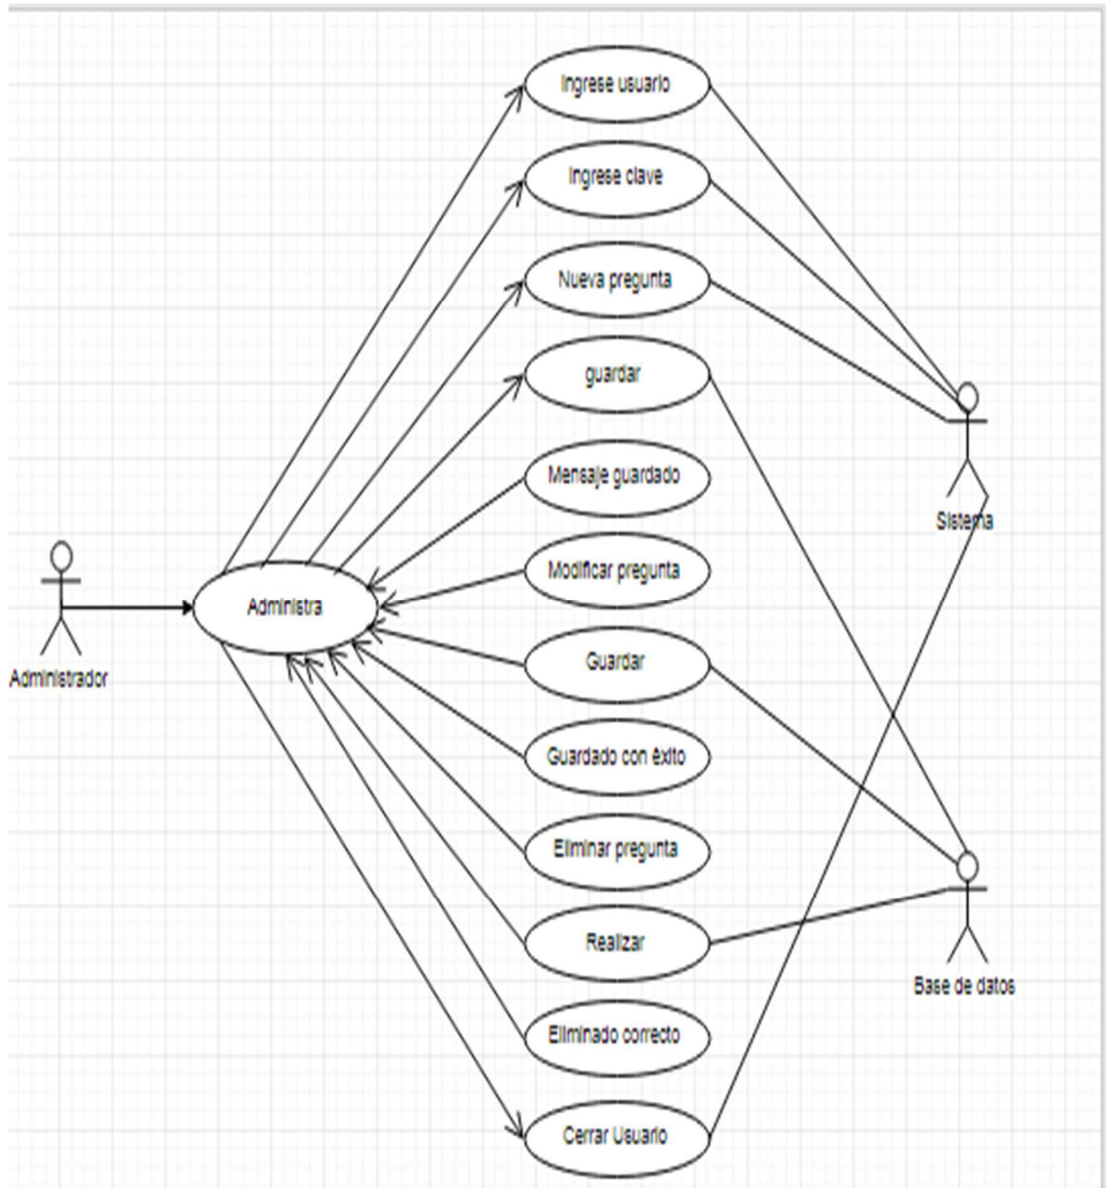 Ingrese usuario
Ingrese clave
Nueva pregunta
guardar
Mensaje guardado
Sistema
Modificar pregunta
Administra
Guardar
Administrador
Guardado con éxito
Eliminar pregunta
Realizar
Base de datos
Eliminado correcto
Cerrar Usuario